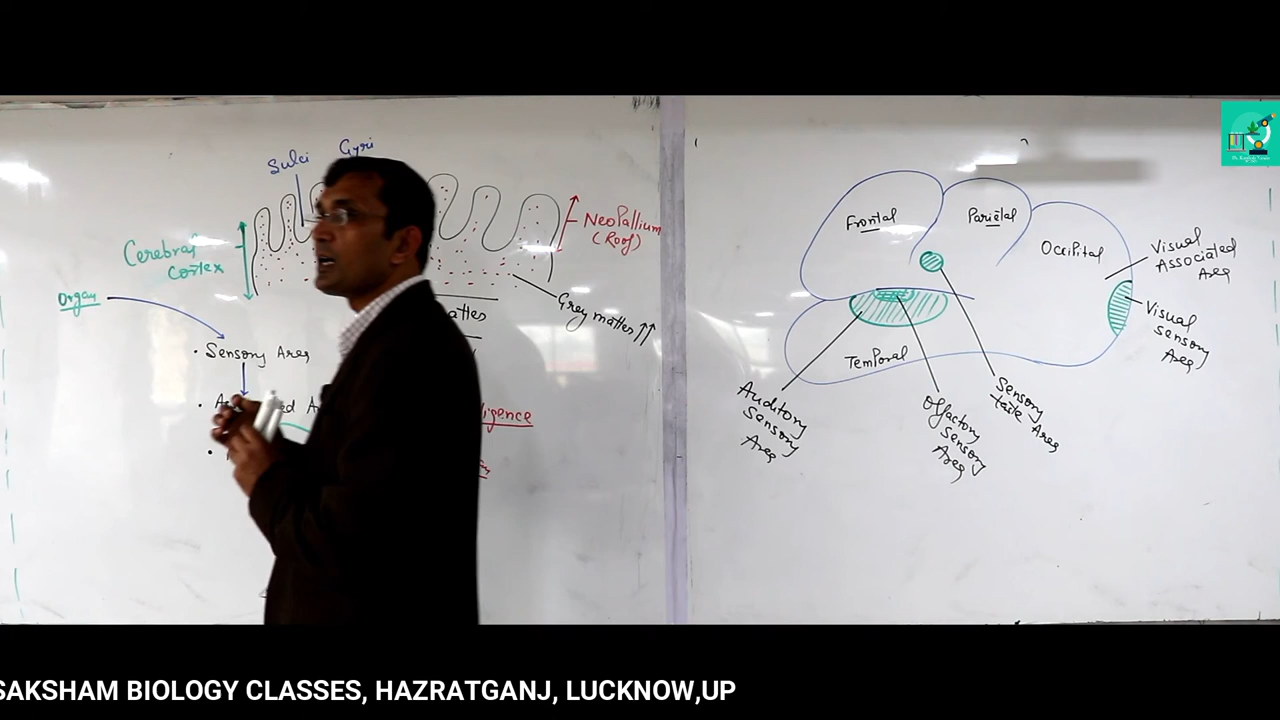 Sulci Gyri
Cerebral
Cortex
NeoPallium
(Roof)
Organ
Grey matter ↑↑
• Sensory Area
Frontal
Parietal
Occipital
Temporal
Visual
Associated
Area
Visual
Sensory
Area
Auditory
Sensory
Area
Olfactory
Sensory
Area
Sensory
taste Area
SAKSHAM BIOLOGY CLASSES, HAZRATGANJ, LUCKNOW,UP